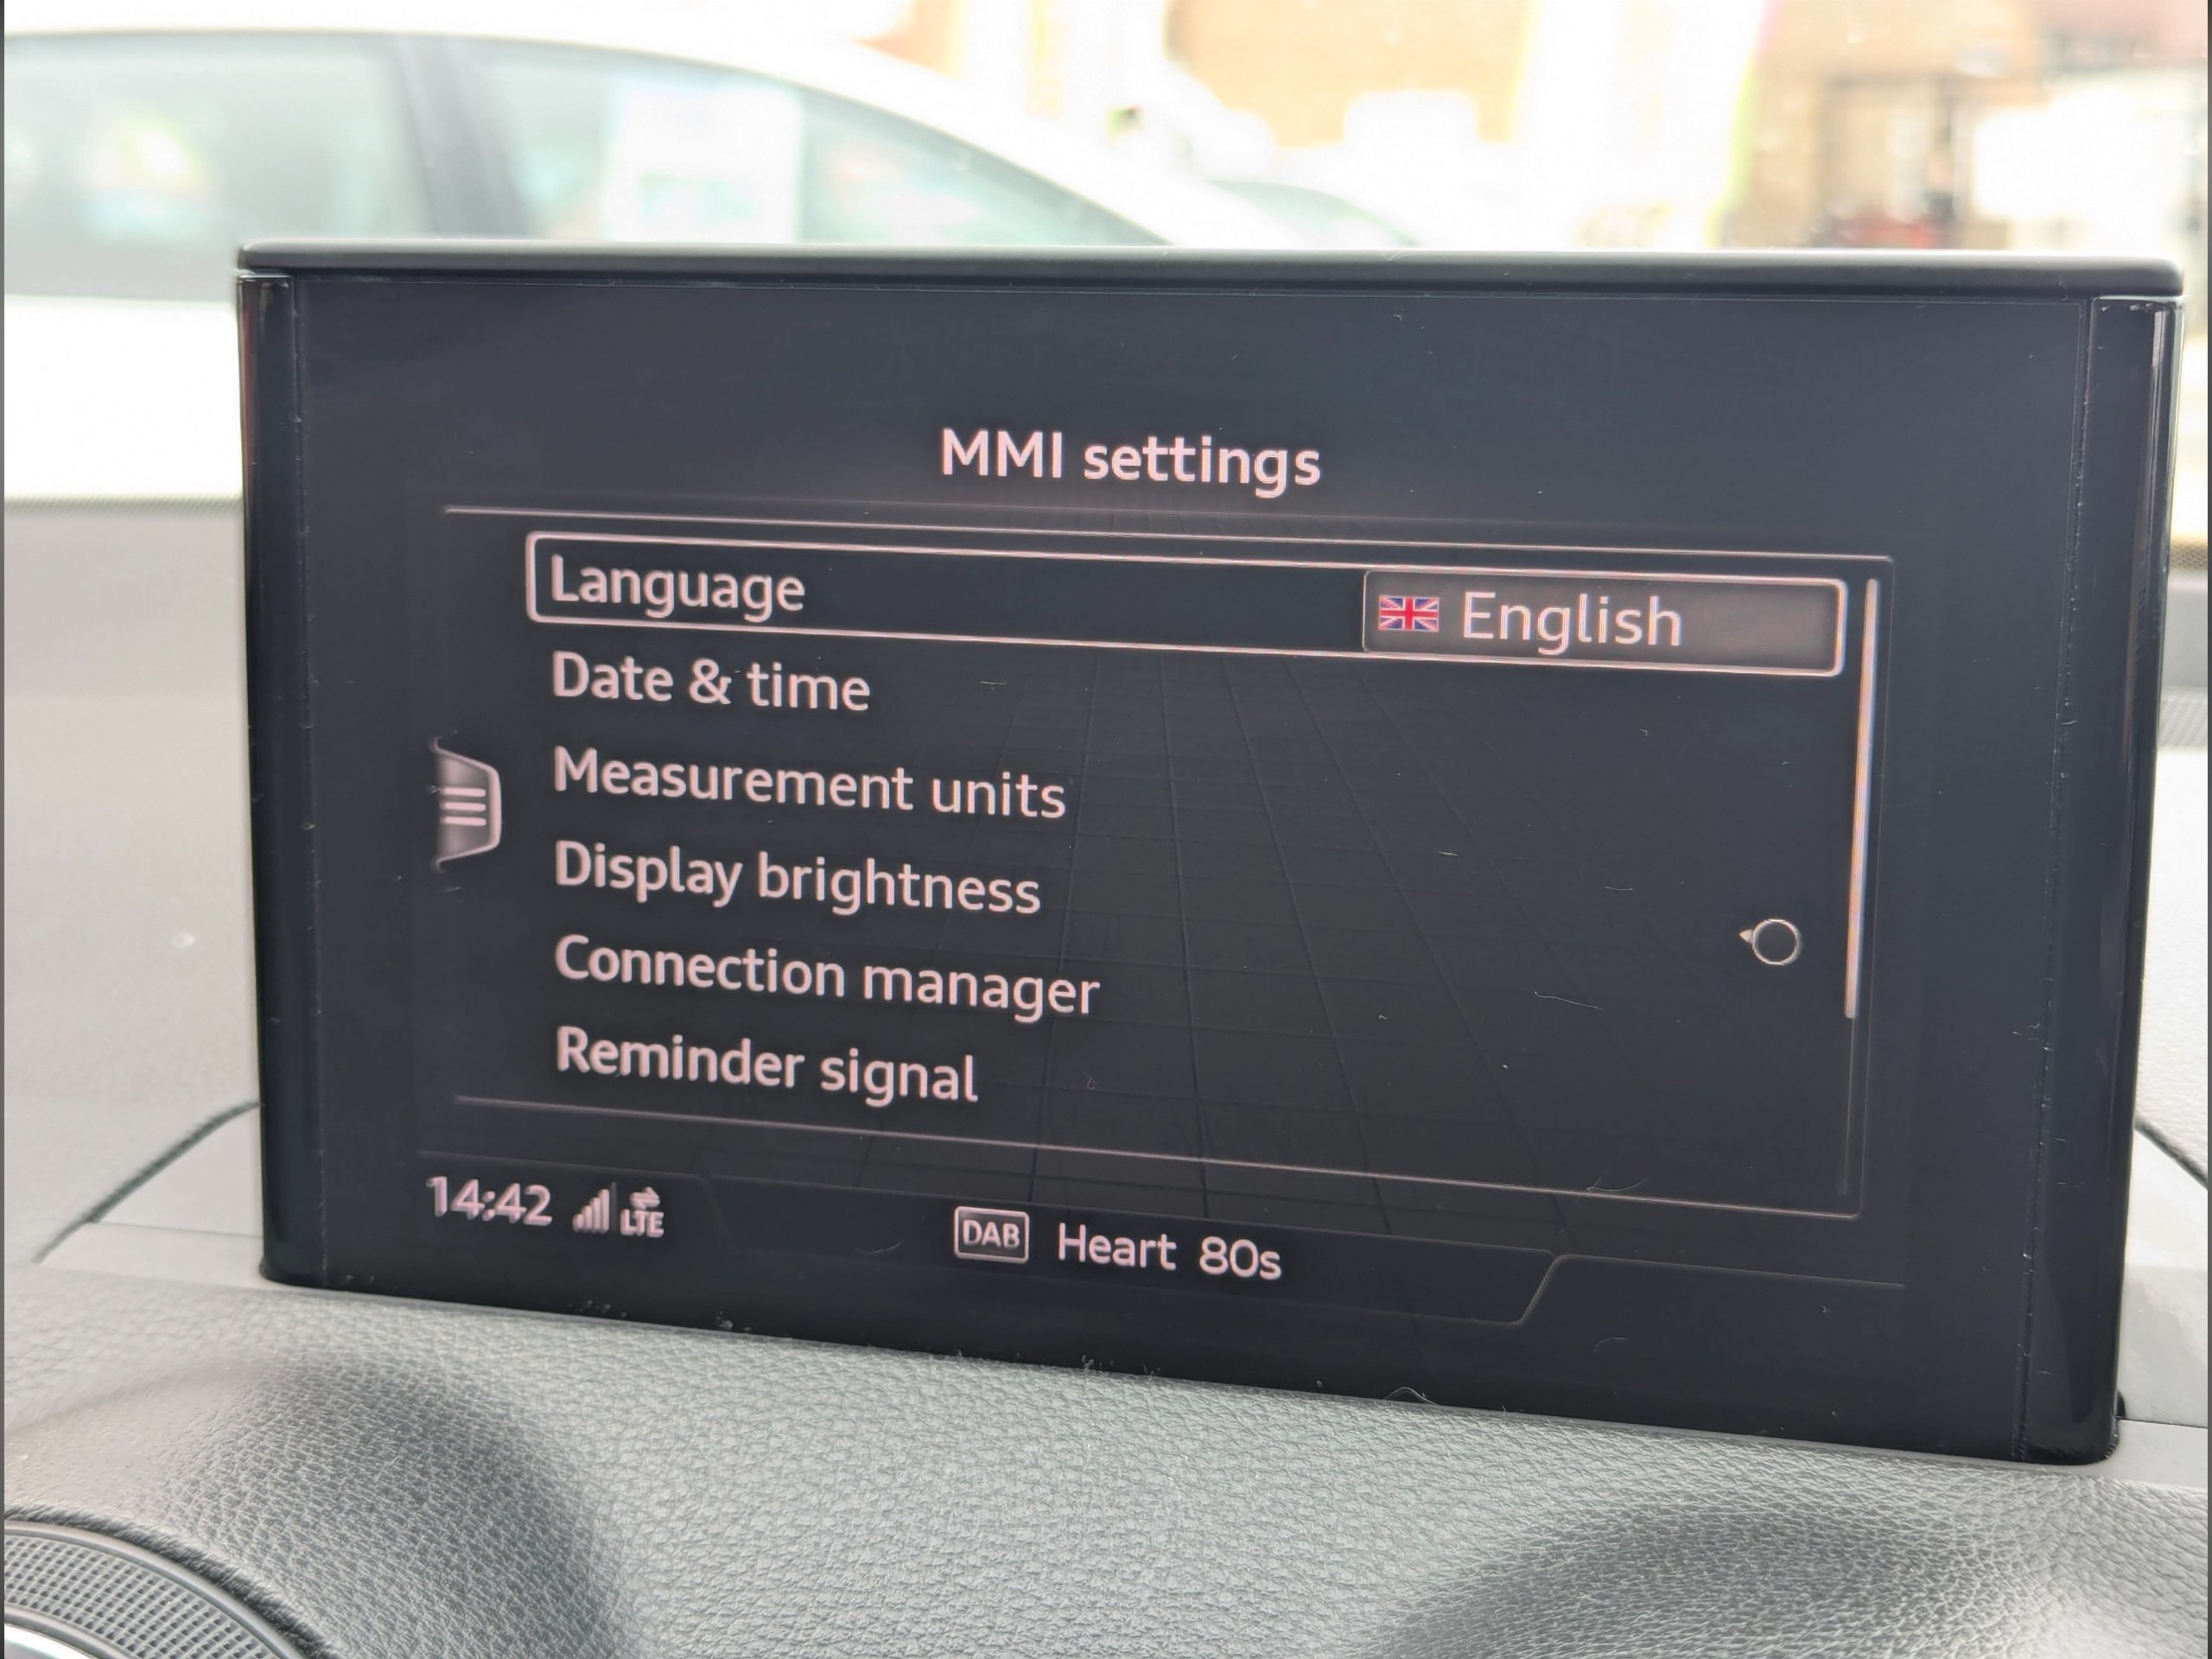 MMI settings
Language English
Date & time
Measurement units
Display brightness
Connection manager
Reminder signal
14:42 LTE DAB Heart 80s